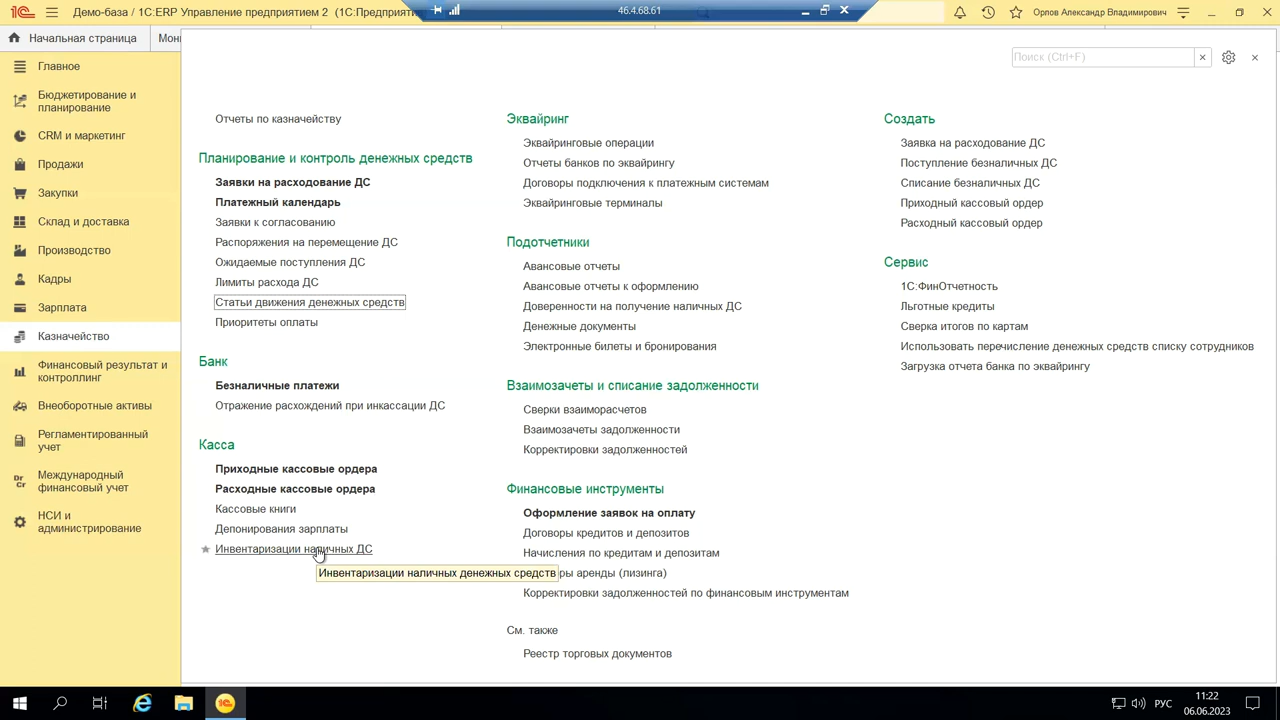 Демо-база / 1С:ERP Управление предприятием 2 (1С:Предприяти
46.4.68.61
Орлов Александр Владимирович
Начальная страница
Мон
Главное
Бюджетирование и
планирование
CRM и маркетинг
Продажи
Закупки
Склад и доставка
Производство
Кадры
Зарплата
Казначейство
Финансовый результат и
контроллинг
Внеоборотные активы
Регламентированный
учет
Международный
финансовый учет
НСИ и
администрирование
Поиск (Ctrl+F)
Отчеты по казначейству
Планирование и контроль денежных средств
Заявки на расходование ДС
Платежный календарь
Заявки к согласованию
Распоряжения на перемещение ДС
Ожидаемые поступления ДС
Лимиты расхода ДС
Статьи движения денежных средств
Приоритеты оплаты
Банк
Безналичные платежи
Отражение расхождений при инкассации ДС
Касса
Приходные кассовые ордера
Расходные кассовые ордера
Кассовые книги
Депонирования зарплаты
Инвентаризации наличных ДС
Инвентаризации наличных денежных средств
Эквайринг
Эквайринговые операции
Отчеты банков по эквайрингу
Договоры подключения к платежным системам
Эквайринговые терминалы
Подотчетники
Авансовые отчеты
Авансовые отчеты к оформлению
Доверенности на получение наличных ДС
Денежные документы
Электронные билеты и бронирования
Взаимозачеты и списание задолженности
Сверки взаиморасчетов
Взаимозачеты задолженности
Корректировки задолженностей
Финансовые инструменты
Оформление заявок на оплату
Договоры кредитов и депозитов
Начисления по кредитам и депозитам
ры аренды (лизинга)
Корректировки задолженностей по финансовым инструментам
См. также
Реестр торговых документов
Создать
Заявка на расходование ДС
Поступление безналичных ДС
Списание безналичных ДС
Приходный кассовый ордер
Расходный кассовый ордер
Сервис
1С:ФинОтчетность
Льготные кредиты
Сверка итогов по картам
Использовать перечисление денежных средств списку сотрудников
Загрузка отчета банка по эквайрингу
РУС
11:22
06.06.2023